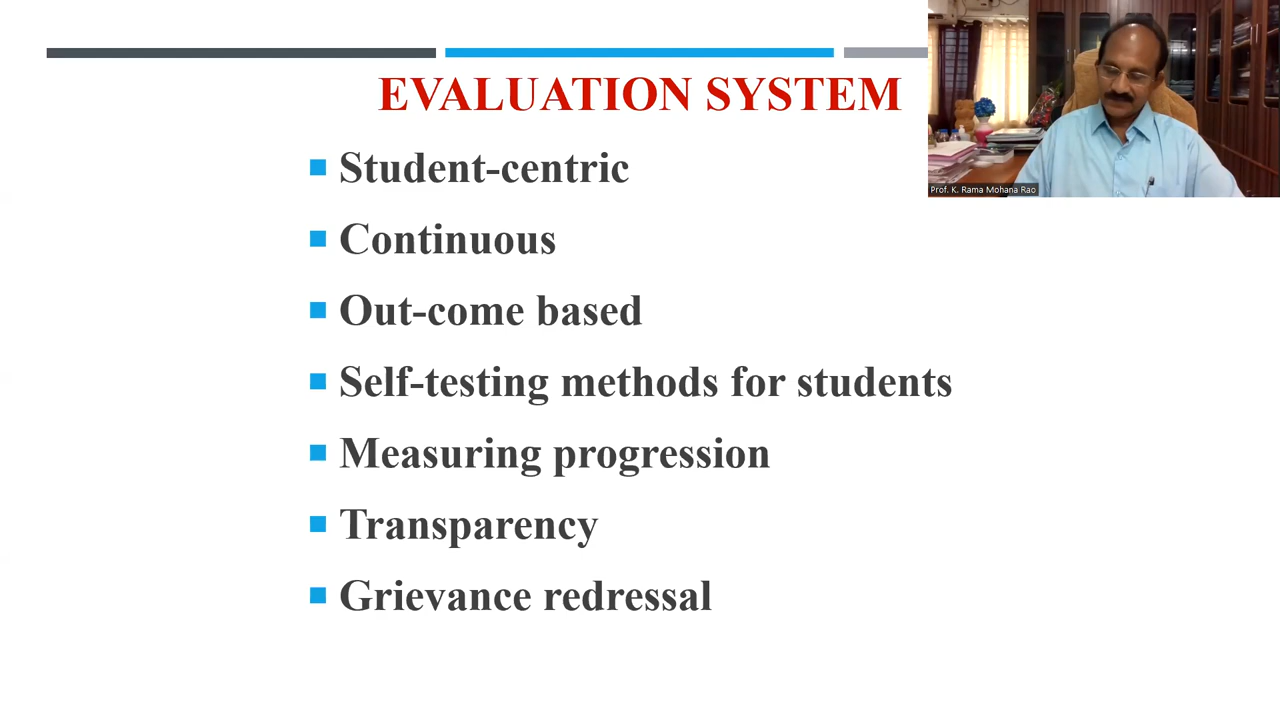 EVALUATION SYSTEM
Student-centric
Continuous
Out-come based
Self-testing methods for students
Measuring progression
Transparency
Grievance redressal
Prof. K. Rama Mohana Rao